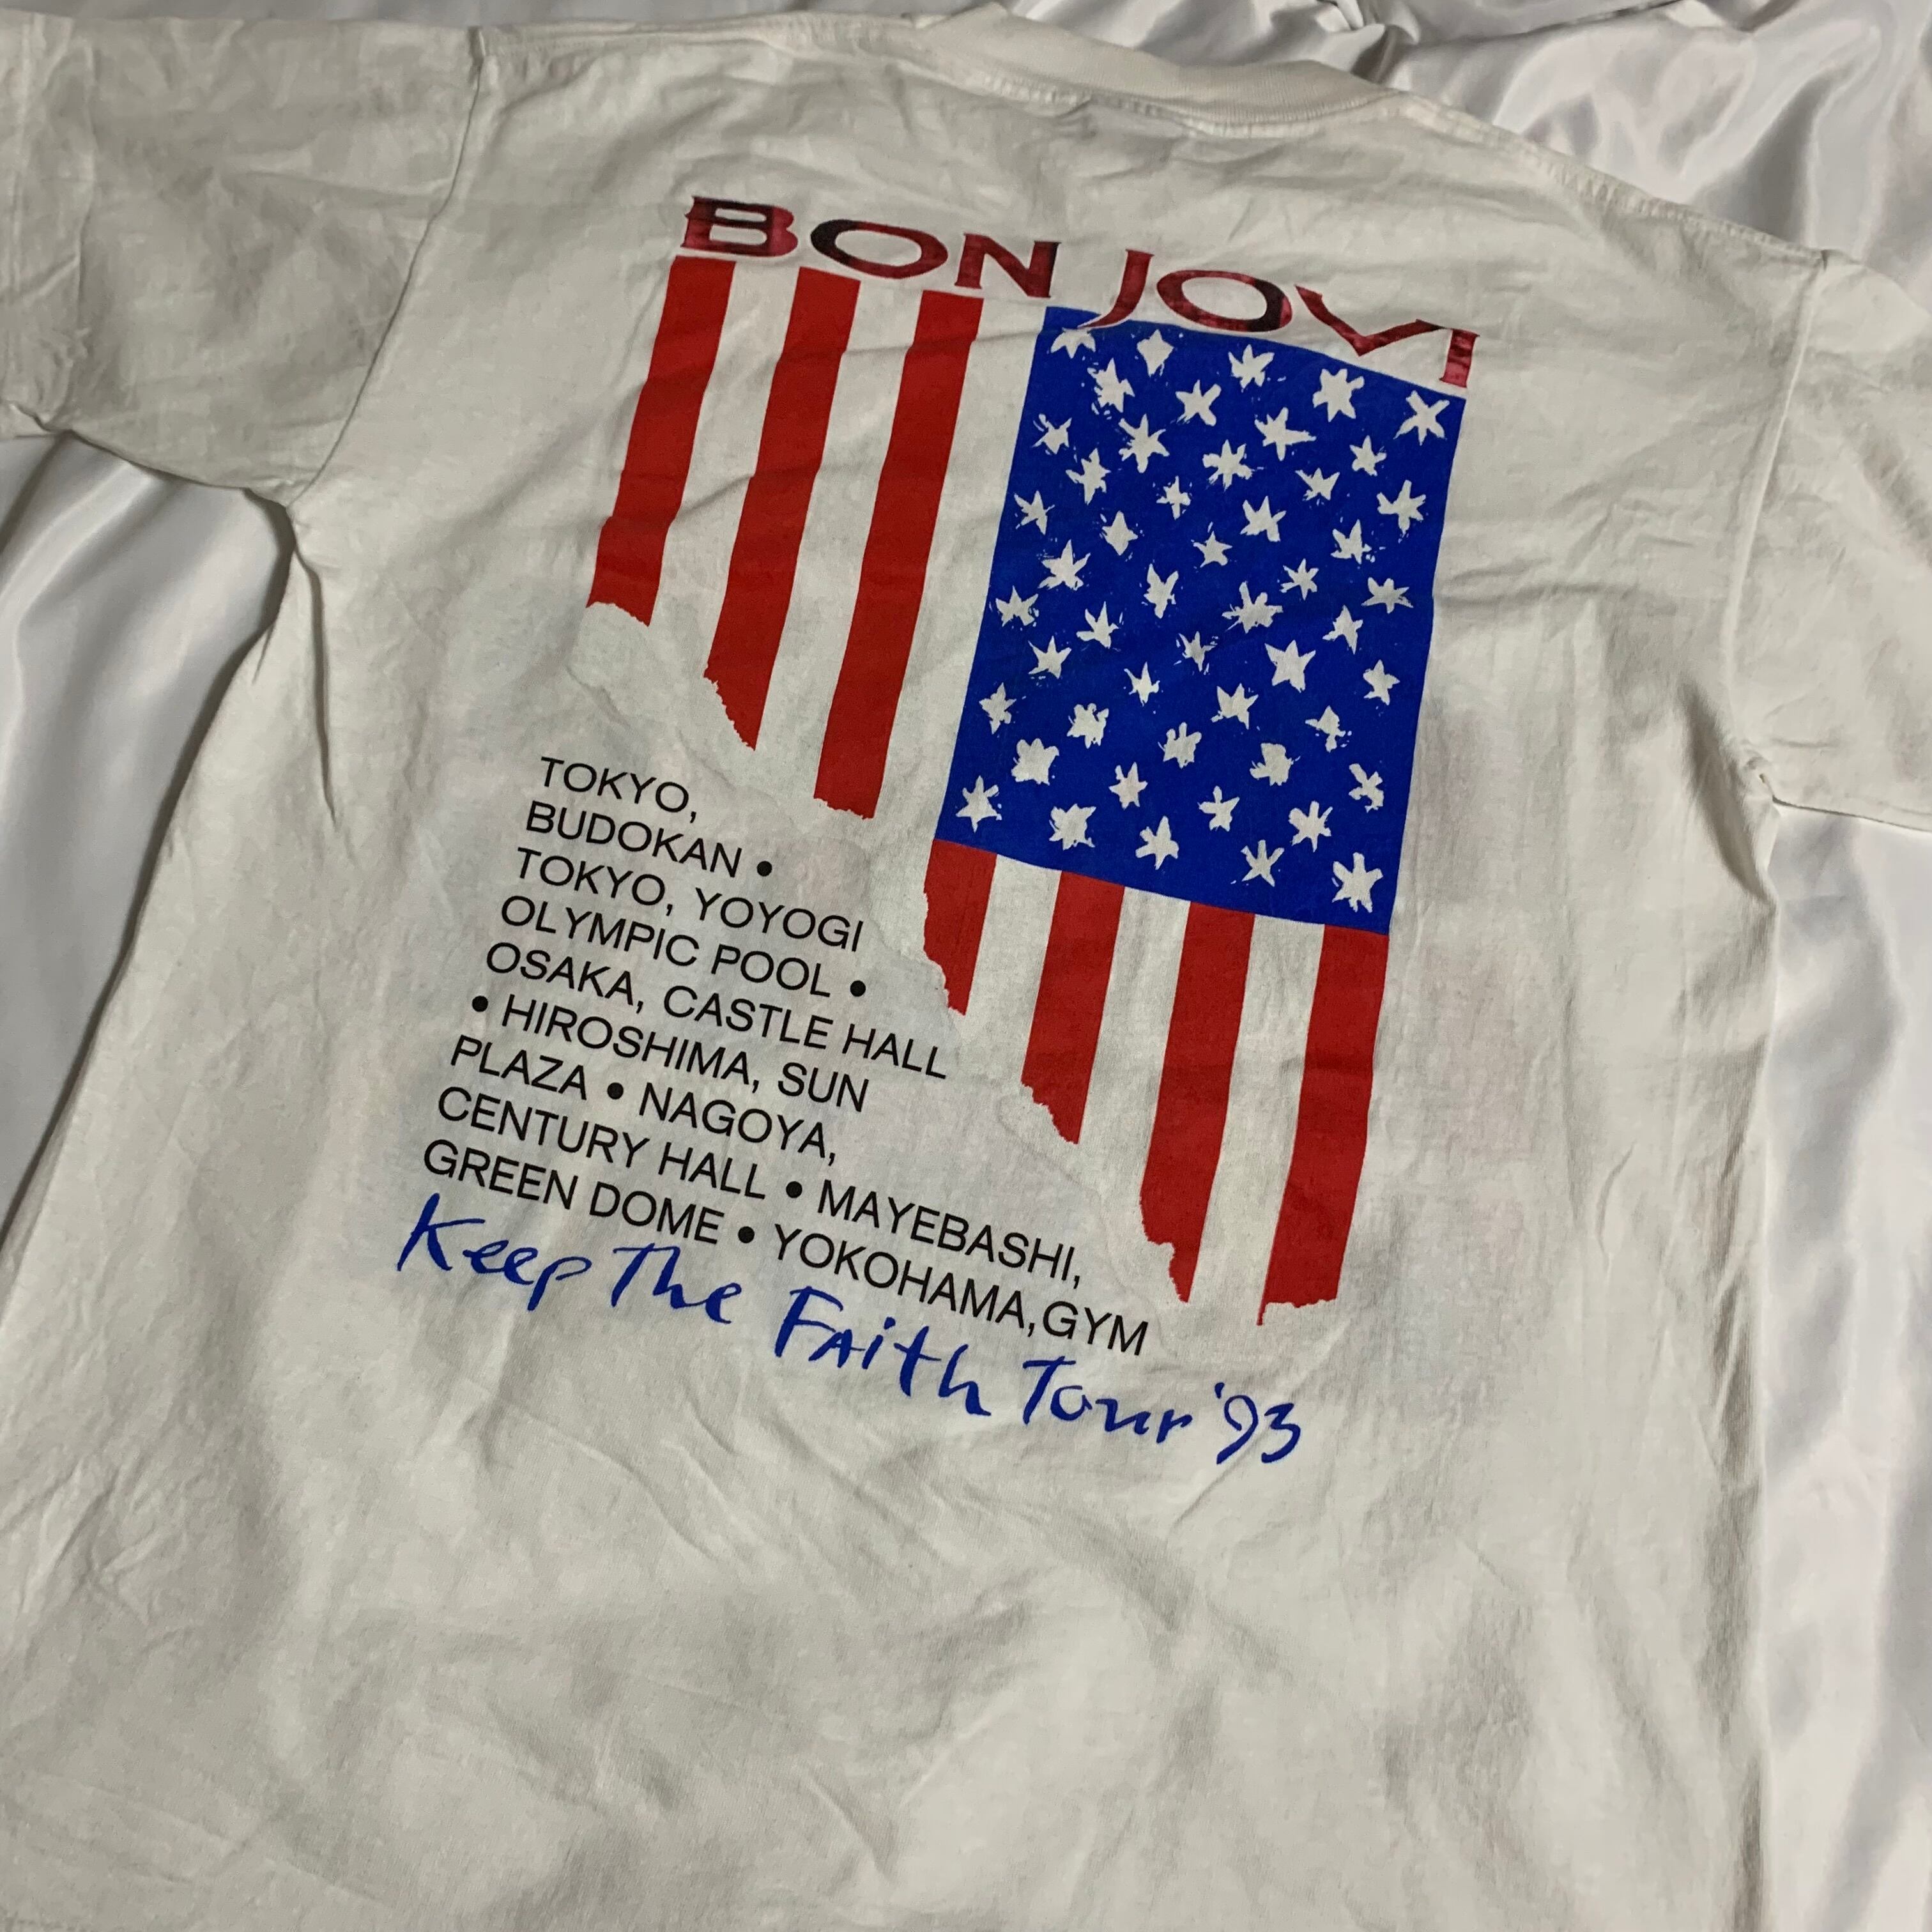 BON JOVI
TOKYO,
BUDOKAN •
TOKYO, YOYOGI
OLYMPIC POOL •
OSAKA, CASTLE HALL
• HIROSHIMA, SUN
PLAZA • NAGOYA,
CENTURY HALL • MAYEBASHI,
GREEN DOME • YOKOHAMA,GYM
Keep The Faith Tour '93